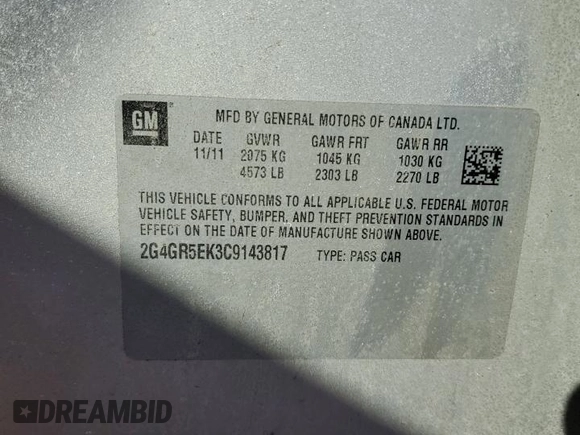 GM
MFD BY GENERAL MOTORS OF CANADA LTD.
DATE GVWR GAWR FRT GAWR RR
11/11 2075 KG 1045 KG 1030 KG
4573 LB 2303 LB 2270 LB
THIS VEHICLE CONFORMS TO ALL APPLICABLE U.S. FEDERAL MOTOR
VEHICLE SAFETY, BUMPER, AND THEFT PREVENTION STANDARDS
IN EFFECT ON THE DATE OF MANUFACTURE SHOWN ABOVE.
2G4GR5EK3C9143817 TYPE: PASS CAR
DREAMBID